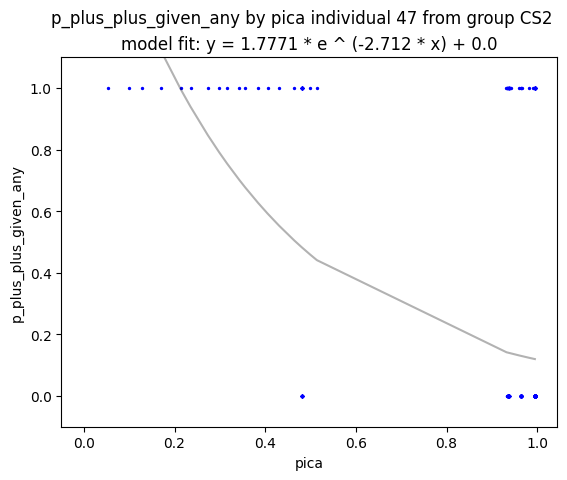 p_plus_plus_given_any by pica individual 47 from group CS2
model fit: y = 1.7771 * e ^ (-2.712 * x) + 0.0
p_plus_plus_given_any
1.0
0.8
0.6
0.4
0.2
0.0
0.0 0.2 0.4 0.6 0.8 1.0
pica